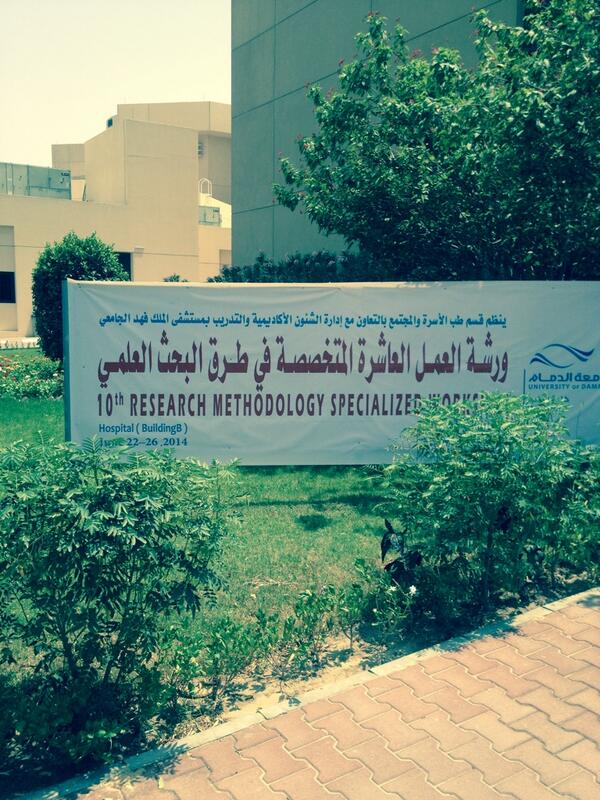 ينظم قسم طب الأسرة والمجتمع بالتعاون مع إدارة الشئون الأكاديمية والتدريب بمستشفى الملك فهد الجامعي
ورشة العمل العاشرة المتخصصة في طرق البحث العلمي
10th RESEARCH METHODOLOGY SPECIALIZED
Hospital ( BuildingB )
June 22-26 ,2014
الدمام
UNIVERSITY OF